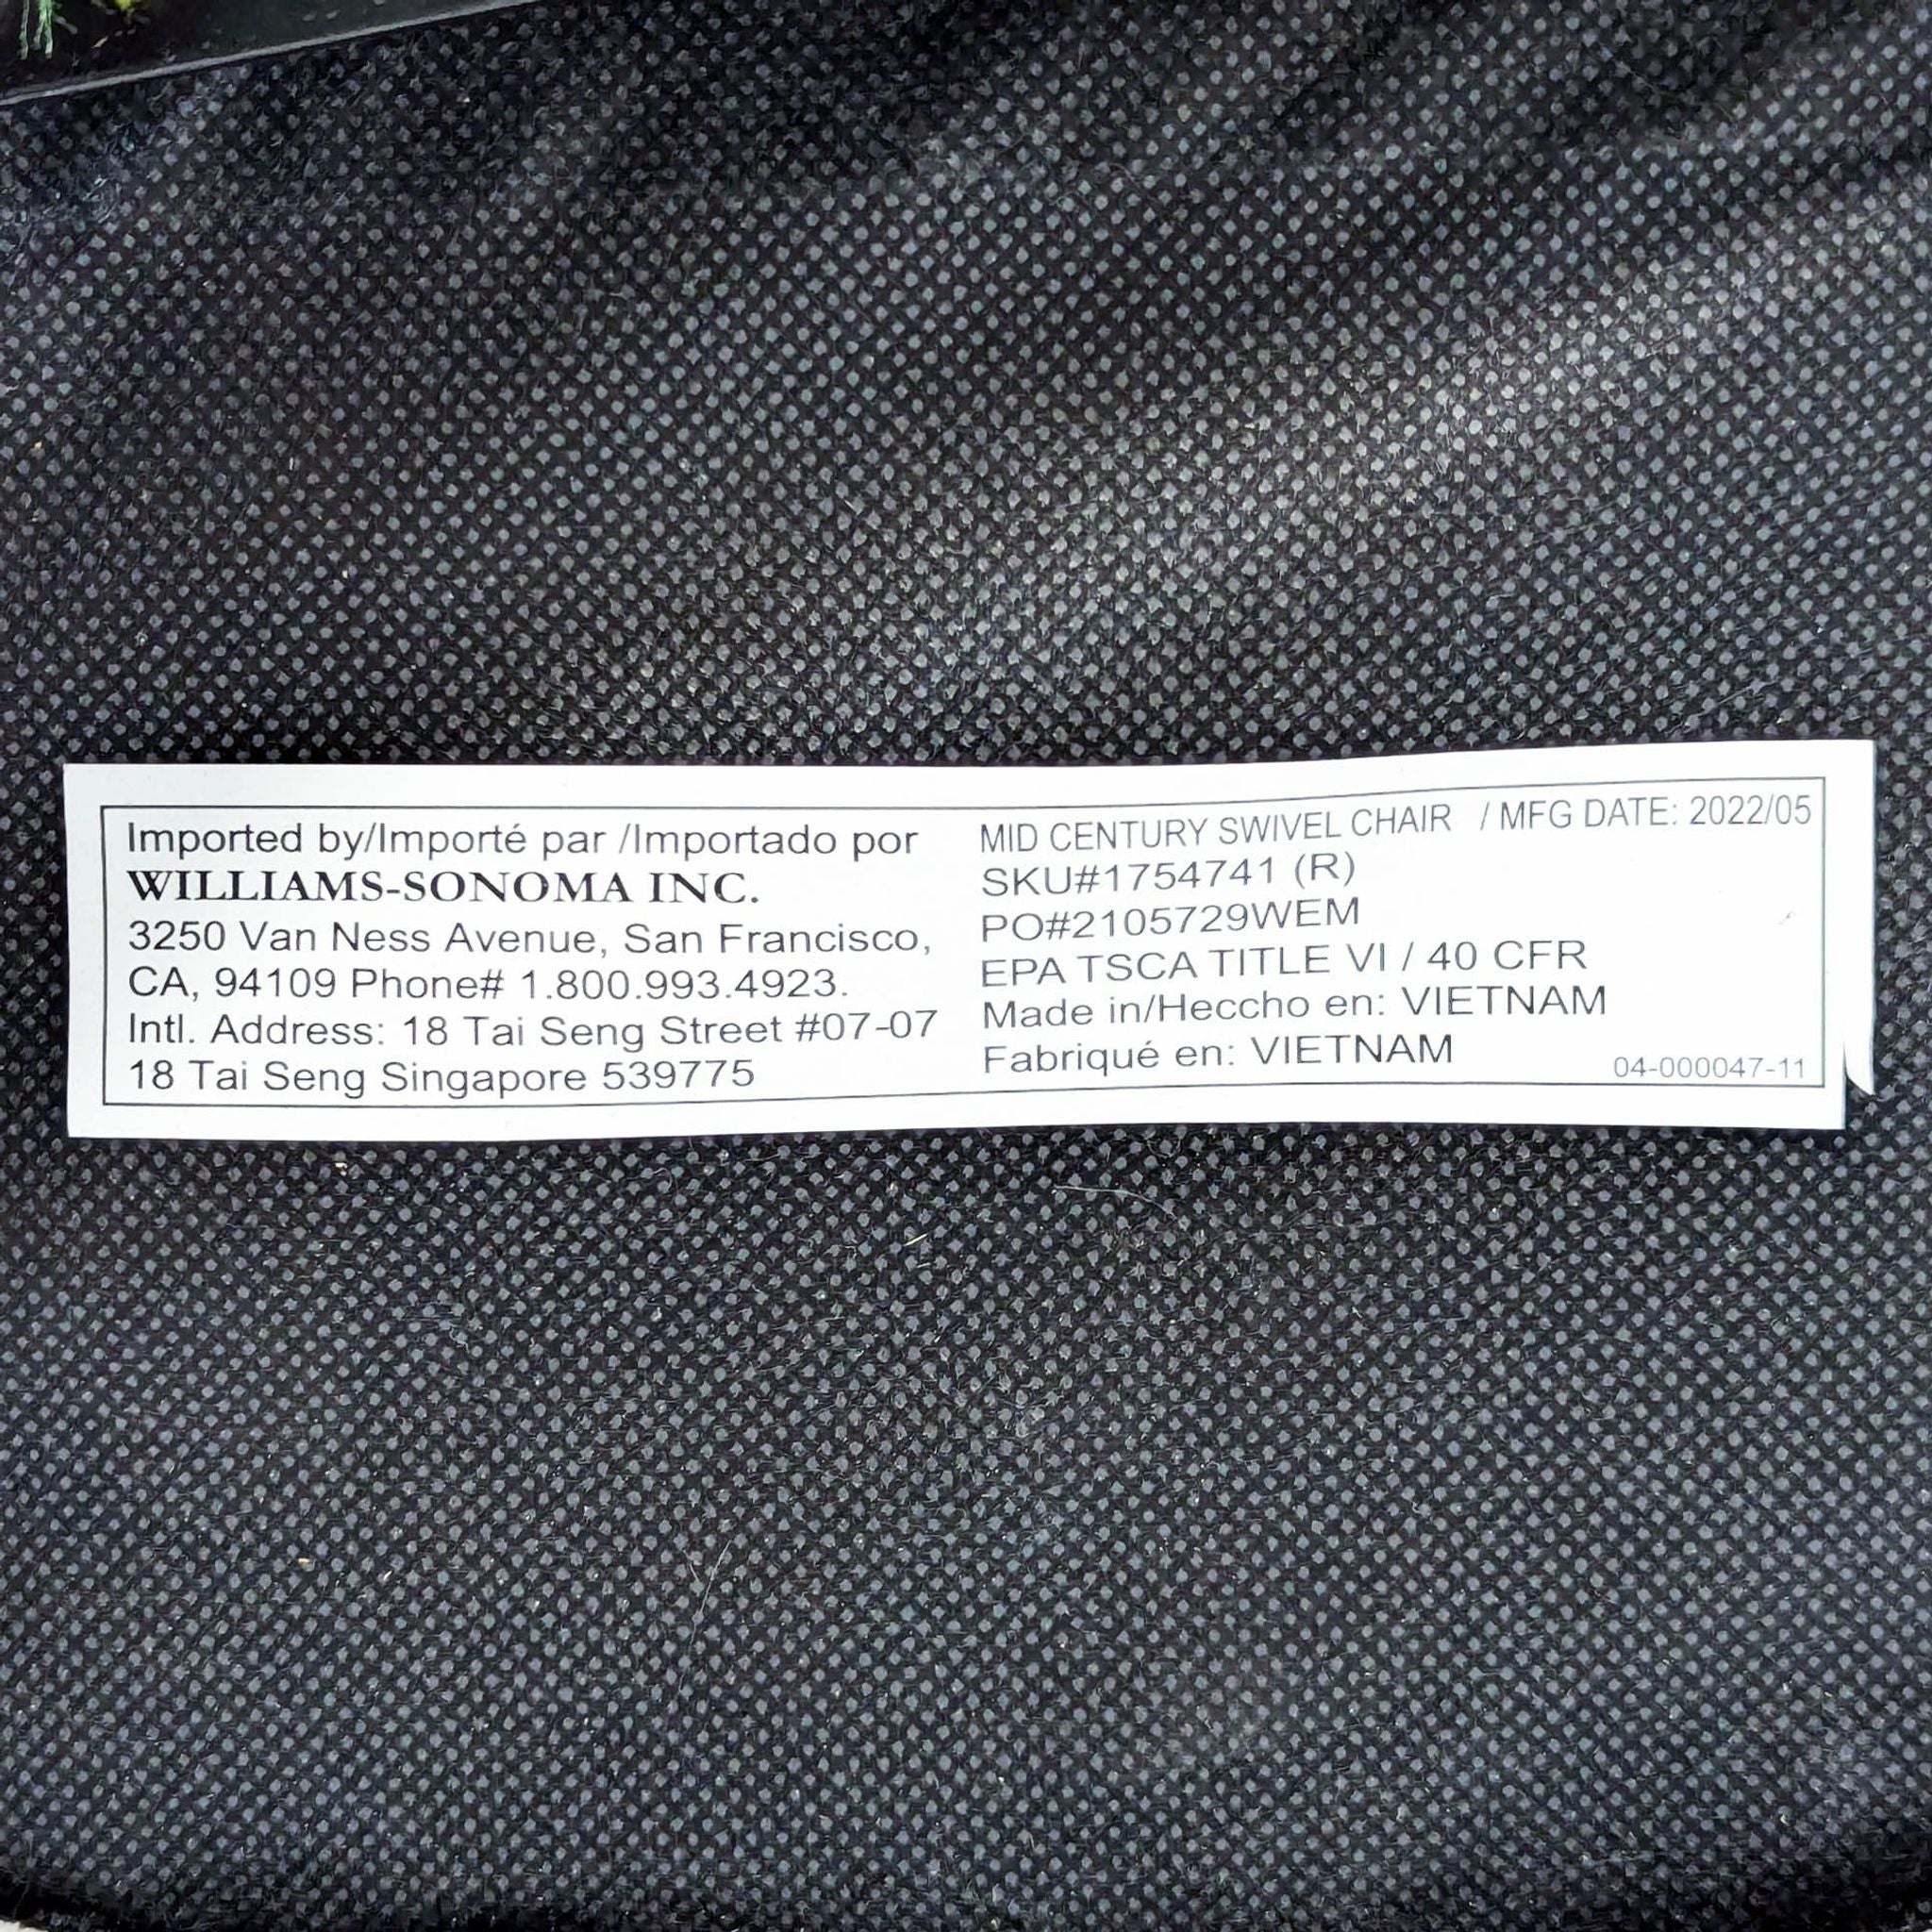 Imported by/Importé par /Importado por
WILLIAMS-SONOMA INC.
3250 Van Ness Avenue, San Francisco,
CA, 94109 Phone# 1.800.993.4923.
Intl. Address: 18 Tai Seng Street #07-07
18 Tai Seng Singapore 539775
MID CENTURY SWIVEL CHAIR / MFG DATE: 2022/05
SKU#1754741 (R)
PO#2105729WEM
EPA TSCA TITLE VI / 40 CFR
Made in/Heccho en: VIETNAM
Fabriqué en: VIETNAM
04-000047-11